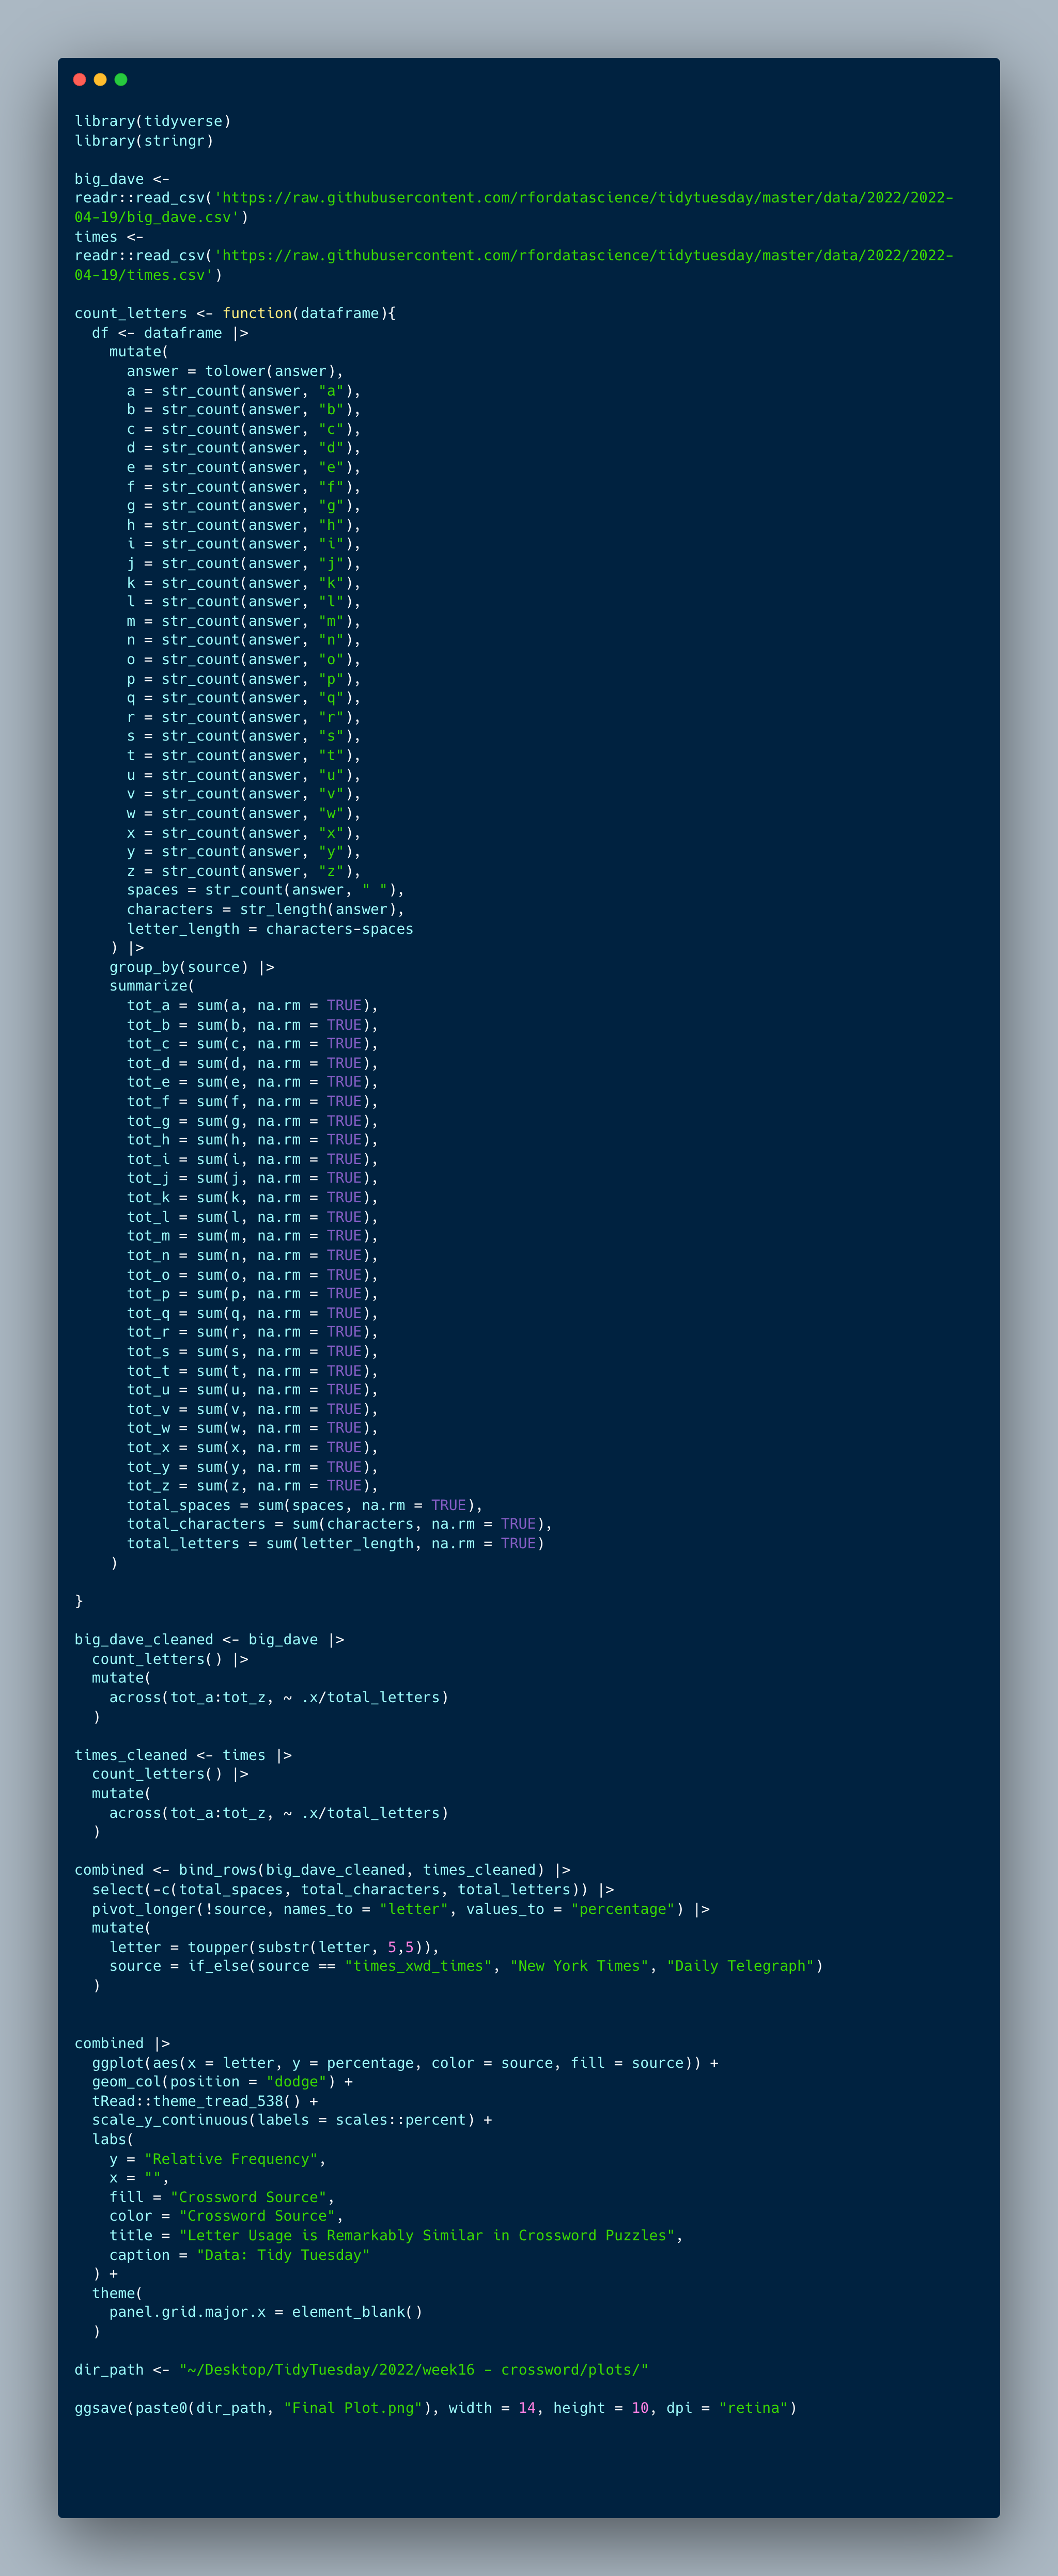 library(tidyverse)
library(stringr)

big_dave <-
readr::read_csv('https://raw.githubusercontent.com/rfordatascience/tidytuesday/master/data/2022/2022-
04-19/big_dave.csv')
times <-
readr::read_csv('https://raw.githubusercontent.com/rfordatascience/tidytuesday/master/data/2022/2022-
04-19/times.csv')

count_letters <- function(dataframe){
  df <- dataframe |>
    mutate(
      answer = tolower(answer),
      a = str_count(answer, "a"),
      b = str_count(answer, "b"),
      c = str_count(answer, "c"),
      d = str_count(answer, "d"),
      e = str_count(answer, "e"),
      f = str_count(answer, "f"),
      g = str_count(answer, "g"),
      h = str_count(answer, "h"),
      i = str_count(answer, "i"),
      j = str_count(answer, "j"),
      k = str_count(answer, "k"),
      l = str_count(answer, "l"),
      m = str_count(answer, "m"),
      n = str_count(answer, "n"),
      o = str_count(answer, "o"),
      p = str_count(answer, "p"),
      q = str_count(answer, "q"),
      r = str_count(answer, "r"),
      s = str_count(answer, "s"),
      t = str_count(answer, "t"),
      u = str_count(answer, "u"),
      v = str_count(answer, "v"),
      w = str_count(answer, "w"),
      x = str_count(answer, "x"),
      y = str_count(answer, "y"),
      z = str_count(answer, "z"),
      spaces = str_count(answer, " "),
      characters = str_length(answer),
      letter_length = characters-spaces
    ) |>
    group_by(source) |>
    summarize(
      tot_a = sum(a, na.rm = TRUE),
      tot_b = sum(b, na.rm = TRUE),
      tot_c = sum(c, na.rm = TRUE),
      tot_d = sum(d, na.rm = TRUE),
      tot_e = sum(e, na.rm = TRUE),
      tot_f = sum(f, na.rm = TRUE),
      tot_g = sum(g, na.rm = TRUE),
      tot_h = sum(h, na.rm = TRUE),
      tot_i = sum(i, na.rm = TRUE),
      tot_j = sum(j, na.rm = TRUE),
      tot_k = sum(k, na.rm = TRUE),
      tot_l = sum(l, na.rm = TRUE),
      tot_m = sum(m, na.rm = TRUE),
      tot_n = sum(n, na.rm = TRUE),
      tot_o = sum(o, na.rm = TRUE),
      tot_p = sum(p, na.rm = TRUE),
      tot_q = sum(q, na.rm = TRUE),
      tot_r = sum(r, na.rm = TRUE),
      tot_s = sum(s, na.rm = TRUE),
      tot_t = sum(t, na.rm = TRUE),
      tot_u = sum(u, na.rm = TRUE),
      tot_v = sum(v, na.rm = TRUE),
      tot_w = sum(w, na.rm = TRUE),
      tot_x = sum(x, na.rm = TRUE),
      tot_y = sum(y, na.rm = TRUE),
      tot_z = sum(z, na.rm = TRUE),
      total_spaces = sum(spaces, na.rm = TRUE),
      total_characters = sum(characters, na.rm = TRUE),
      total_letters = sum(letter_length, na.rm = TRUE)
    )

}

big_dave_cleaned <- big_dave |>
  count_letters() |>
  mutate(
    across(tot_a:tot_z, ~ .x/total_letters)
  )

times_cleaned <- times |>
  count_letters() |>
  mutate(
    across(tot_a:tot_z, ~ .x/total_letters)
  )

combined <- bind_rows(big_dave_cleaned, times_cleaned) |>
  select(-c(total_spaces, total_characters, total_letters)) |>
  pivot_longer(!source, names_to = "letter", values_to = "percentage") |>
  mutate(
    letter = toupper(substr(letter, 5,5)),
    source = if_else(source == "times_xwd_times", "New York Times", "Daily Telegraph")
  )


combined |>
  ggplot(aes(x = letter, y = percentage, color = source, fill = source)) +
  geom_col(position = "dodge") +
  tRead::theme_tread_538() +
  scale_y_continuous(labels = scales::percent) +
  labs(
    y = "Relative Frequency",
    x = "",
    fill = "Crossword Source",
    color = "Crossword Source",
    title = "Letter Usage is Remarkably Similar in Crossword Puzzles",
    caption = "Data: Tidy Tuesday"
  ) +
  theme(
    panel.grid.major.x = element_blank()
  )

dir_path <- "~/Desktop/TidyTuesday/2022/week16 - crossword/plots/"

ggsave(paste0(dir_path, "Final Plot.png"), width = 14, height = 10, dpi = "retina")